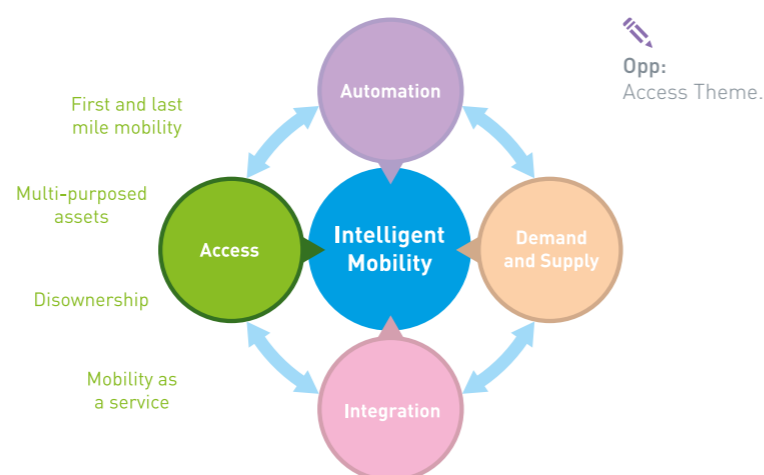 Opp:
Access Theme.
Automation
First and last
mile mobility
Multi-purposed
assets
Access
Intelligent
Mobility
Demand
and Supply
Disownership
Mobility as
a service
Integration